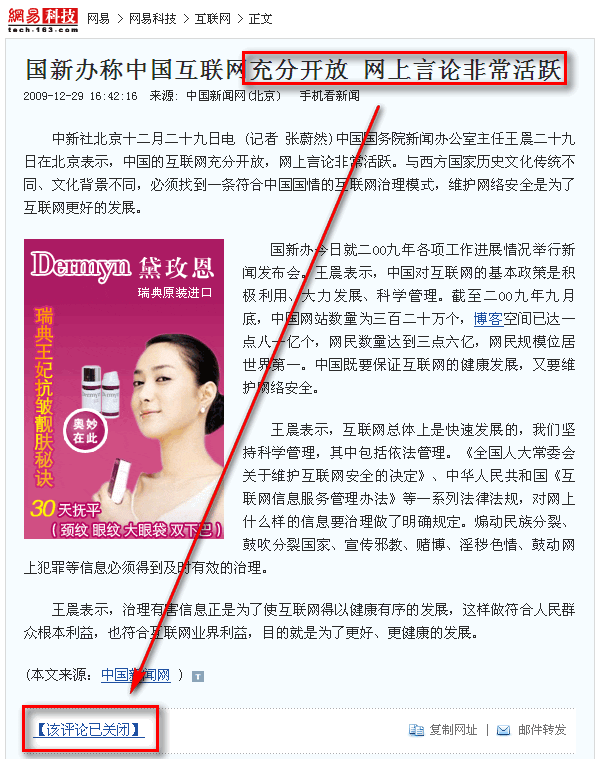 網易科技
tech.163.com
网易 > 网易科技 > 互联网 > 正文
国新办称中国互联网充分开放 网上言论非常活跃
2009-12-29 16:42:16 来源: 中国新闻网(北京) 手机看新闻
中新社北京十二月二十九日电 (记者 张蔚然)中国国务院新闻办公室主任王晨二十九
日在北京表示，中国的互联网充分开放，网上言论非常活跃。与西方国家历史文化传统不
同、文化背景不同，必须找到一条符合中国国情的互联网治理模式，维护网络安全是为了
互联网更好的发展。
Dermyn 黛玫恩
瑞典原装进口
瑞典王妃抗皱靓肤秘诀
奥妙
在此
30天抚平
（颈纹 眼纹 大眼袋 双下巴）
国新办今日就二00九年各项工作进展情况举行新
闻发布会。王晨表示，中国对互联网的基本政策是积
极利用、大力发展、科学管理。截至二00九年九月
底，中国网站数量为三百二十万个，博客空间已达一
点八一亿个，网民数量达到三点六亿，网民规模位居
世界第一。中国既要保证互联网的健康发展，又要维
护网络安全。
王晨表示，互联网总体上是快速发展的，我们坚
持科学管理，其中包括依法管理。《全国人大常委会
关于维护互联网安全的决定》、中华人民共和国《互
联网信息服务管理办法》等一系列法律法规，对网上
什么样的信息要治理做了明确规定。煽动民族分裂、
鼓吹分裂国家、宣传邪教、赌博、淫秽色情、鼓动网
上犯罪等信息必须得到及时有效的治理。
王晨表示，治理有害信息正是为了使互联网得以健康有序的发展，这样做符合人民群
众根本利益，也符合互联网业界利益，目的就是为了更好、更健康的发展。
(本文来源：中国新闻网 ) T
【该评论已关闭】
复制网址 | 邮件转发